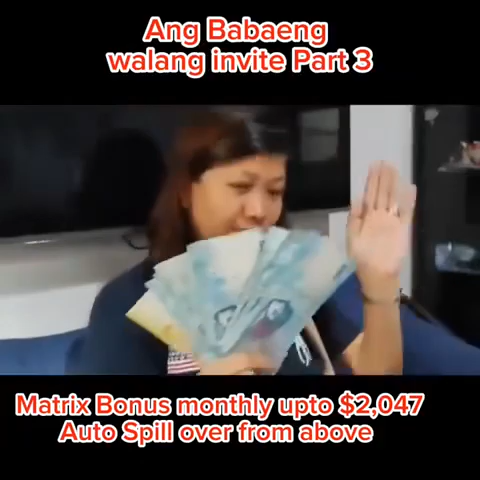 Ang Babaeng
walang invite Part 3
Matrix Bonus monthly upto $2,047
Auto Spill over from above